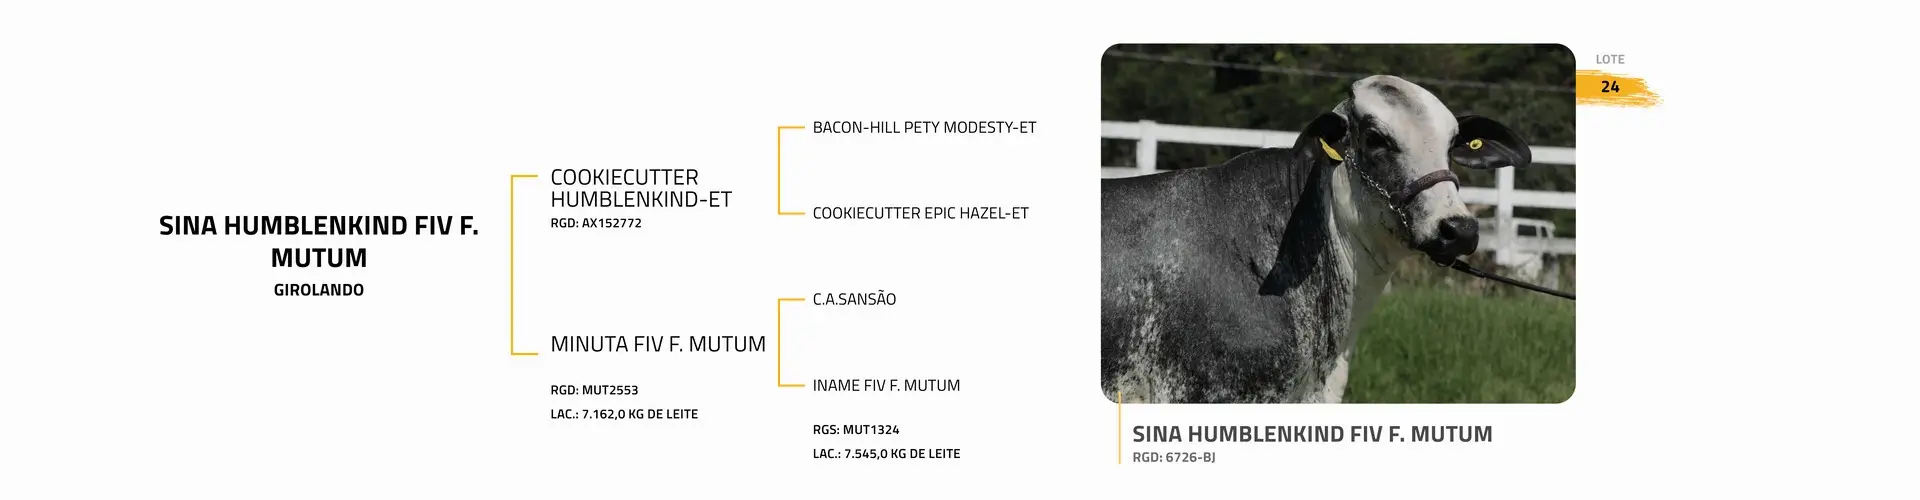 SINA HUMBLENKIND FIV F.
MUTUM
GIROLANDO
COOKIECUTTER
HUMBLENKIND-ET
RGD: AX152772
MINUTA FIV F. MUTUM
RGD: MUT2553
LAC.: 7.162,0 KG DE LEITE
BACON-HILL PETY MODESTY-ET
COOKIECUTTER EPIC HAZEL-ET
C.A.SANSÃO
INAME FIV F. MUTUM
RGS: MUT1324
LAC.: 7.545,0 KG DE LEITE
LOTE
24
SINA HUMBLENKIND FIV F. MUTUM
RGD: 6726-BJ